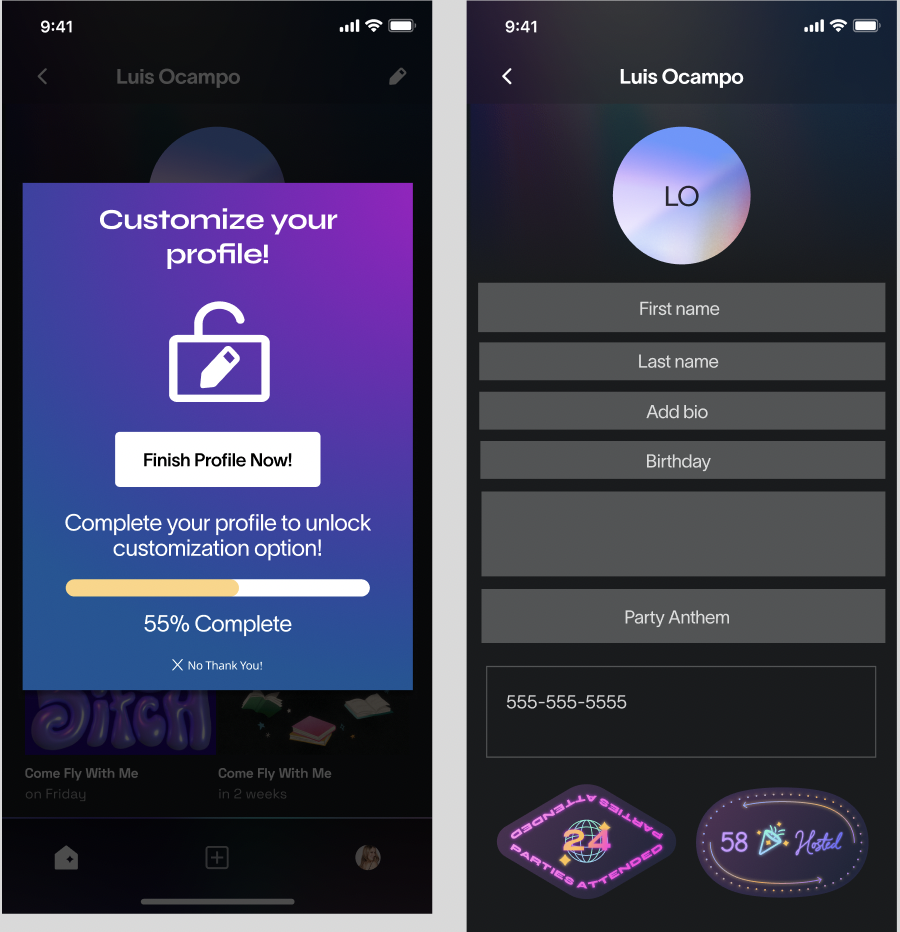 9:41
Luis Ocampo
Customize your
profile!
Finish Profile Now!
Complete your profile to unlock
customization option!
55% Complete
No Thank You!
Bitch
Come Fly With Me
on Friday
Come Fly With Me
in 2 weeks
9:41
Luis Ocampo
LO
First name
Last name
Add bio
Birthday
Party Anthem
555-555-5555
PARTIES ATTENDED
24
PARTIES ATTENDED
58 Hosted